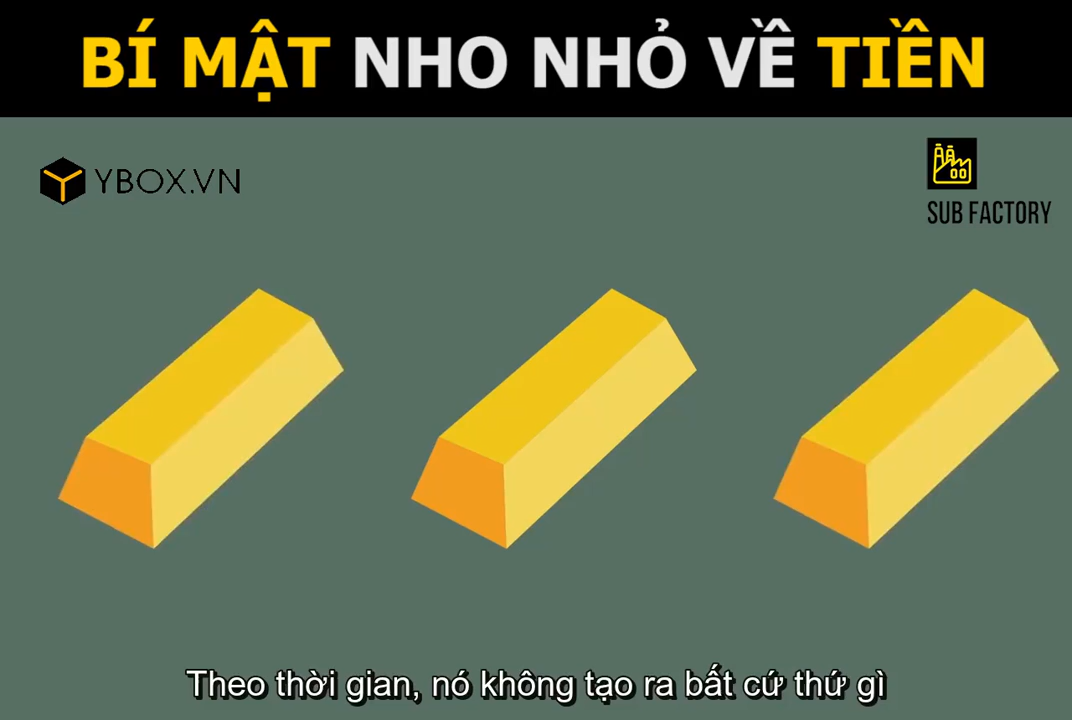 BÍ MẬT NHO NHỎ VỀ TIỀN
YBOX.VN
SUB FACTORY
Theo thời gian, nó không tạo ra bất cứ thứ gì